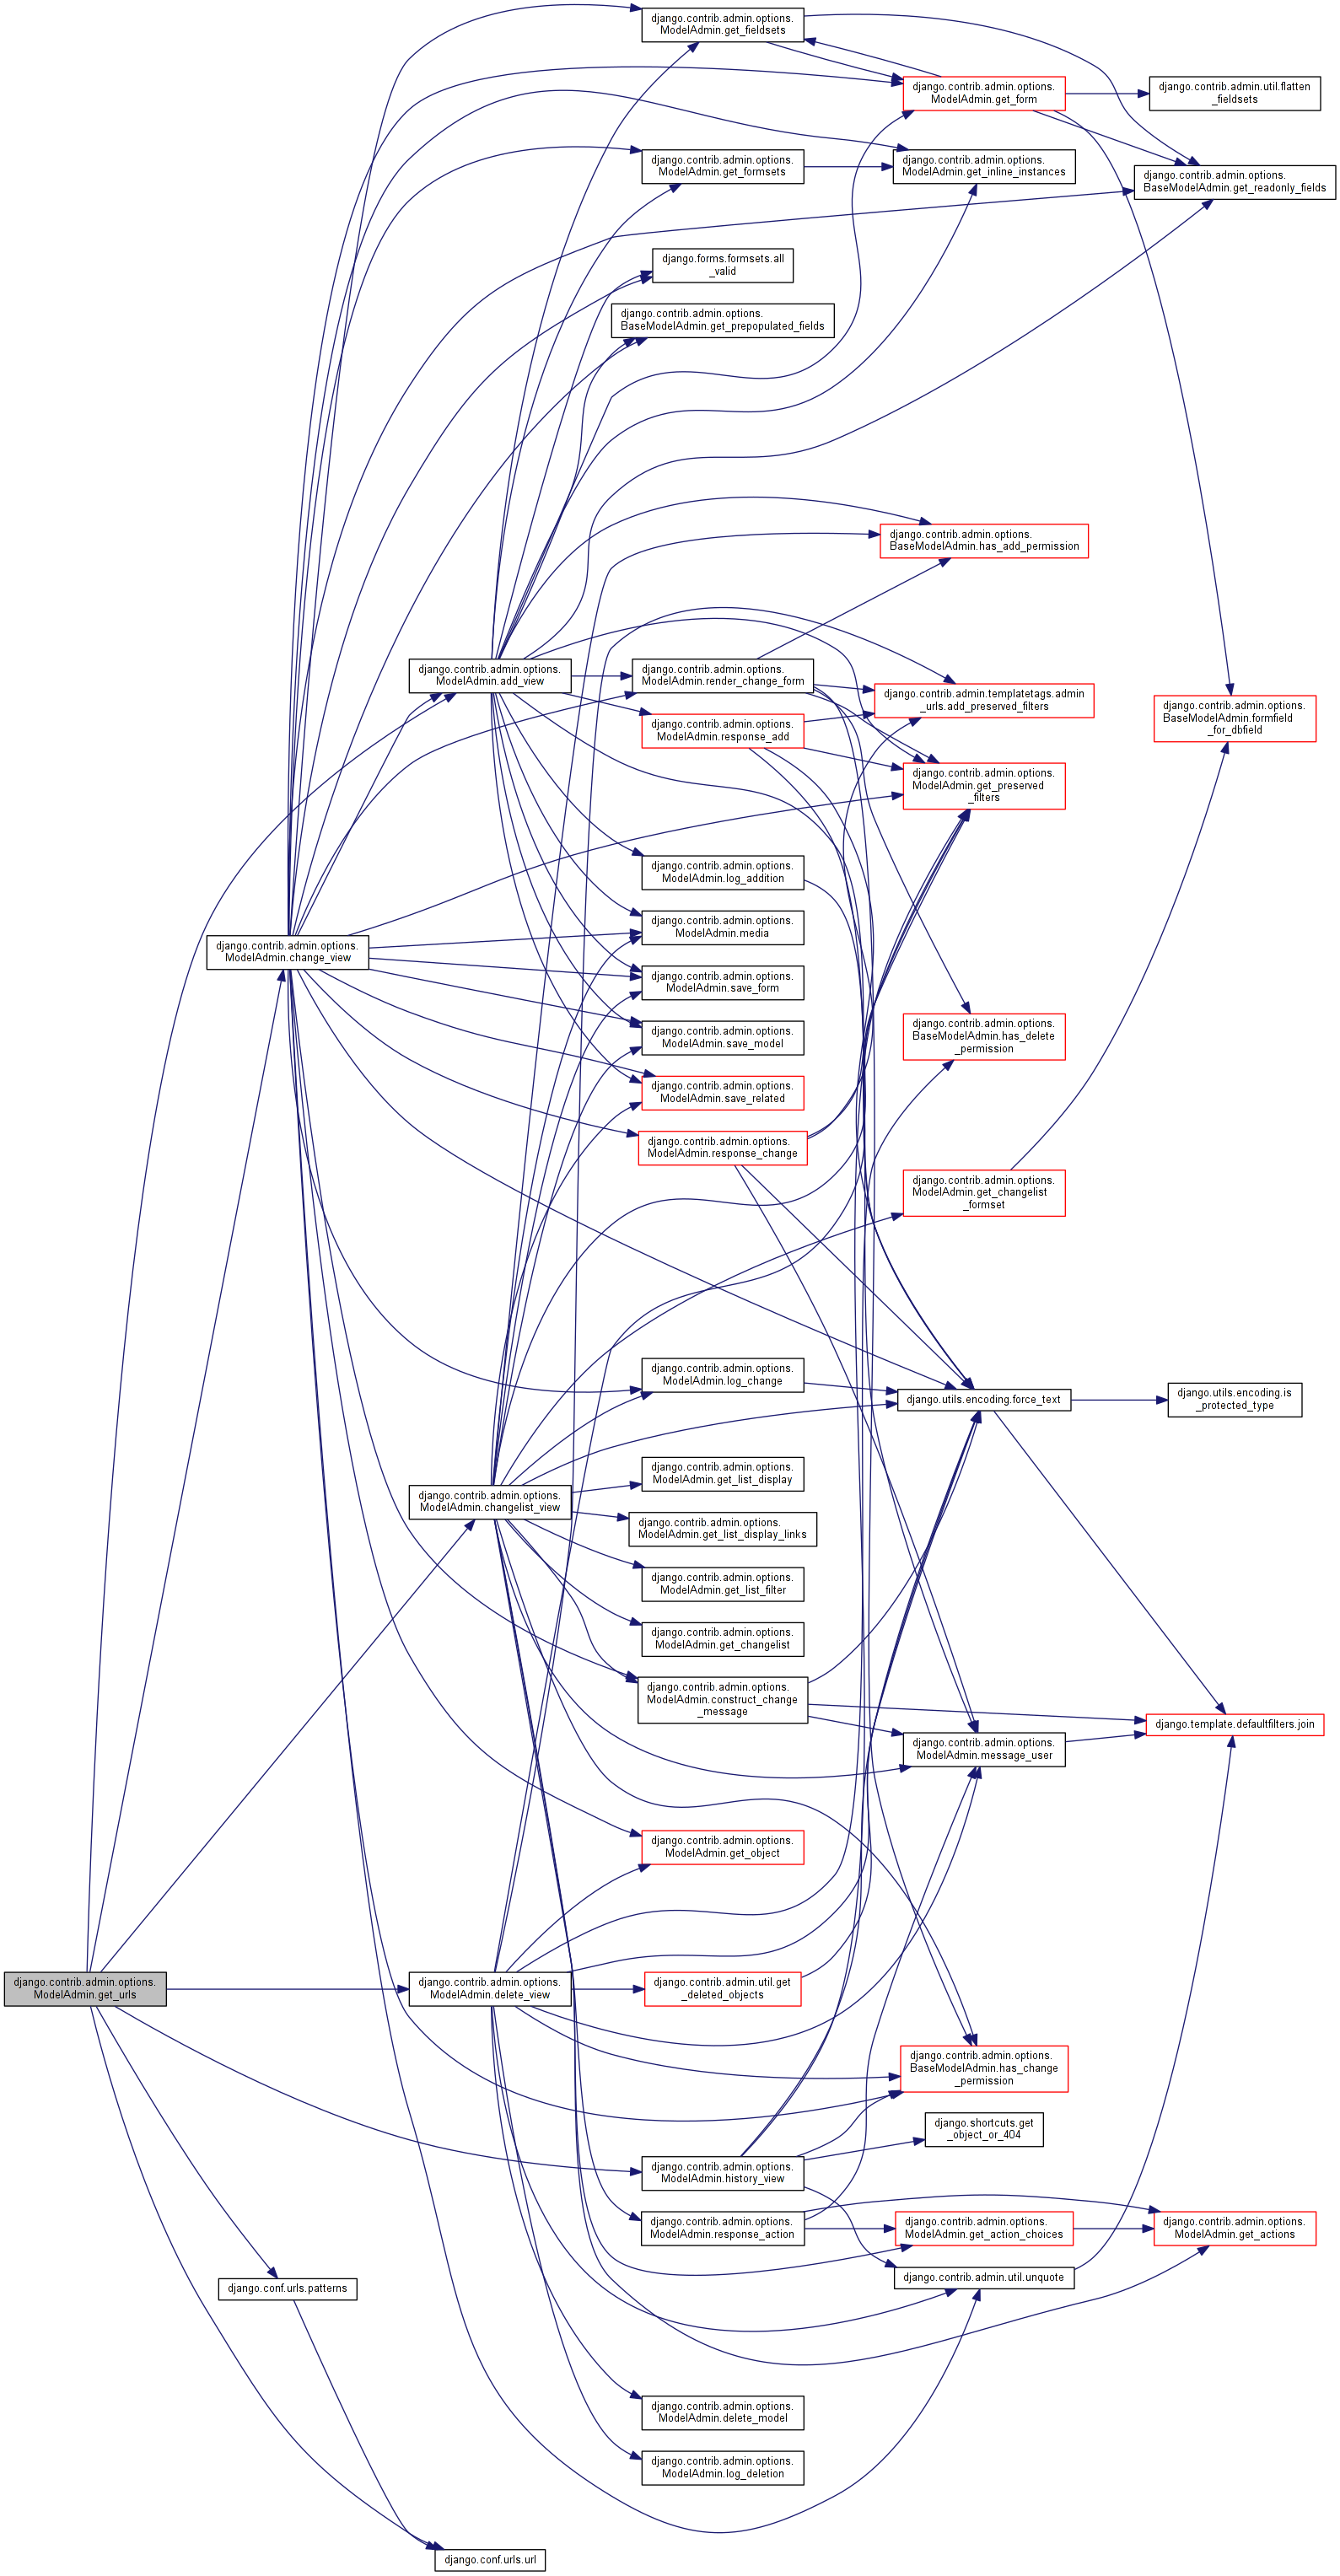 django.contrib.admin.options.
ModelAdmin.get_fieldsets
django.contrib.admin.options.
ModelAdmin.get_form
django.contrib.admin.util.flatten
_fieldsets
django.contrib.admin.options.
ModelAdmin.get_formsets
django.contrib.admin.options.
ModelAdmin.get_inline_instances
django.contrib.admin.options.
BaseModelAdmin.get_readonly_fields
django.forms.formsets.all
_valid
django.contrib.admin.options.
BaseModelAdmin.get_prepopulated_fields
django.contrib.admin.options.
BaseModelAdmin.has_add_permission
django.contrib.admin.options.
ModelAdmin.add_view
django.contrib.admin.options.
ModelAdmin.render_change_form
django.contrib.admin.templatetags.admin
_urls.add_preserved_filters
django.contrib.admin.options.
BaseModelAdmin.formfield
_for_dbfield
django.contrib.admin.options.
ModelAdmin.response_add
django.contrib.admin.options.
ModelAdmin.get_preserved
_filters
django.contrib.admin.options.
ModelAdmin.log_addition
django.contrib.admin.options.
ModelAdmin.media
django.contrib.admin.options.
ModelAdmin.change_view
django.contrib.admin.options.
ModelAdmin.save_form
django.contrib.admin.options.
ModelAdmin.save_model
django.contrib.admin.options.
BaseModelAdmin.has_delete
_permission
django.contrib.admin.options.
ModelAdmin.save_related
django.contrib.admin.options.
ModelAdmin.response_change
django.contrib.admin.options.
ModelAdmin.get_changelist
_formset
django.contrib.admin.options.
ModelAdmin.log_change
django.utils.encoding.force_text
django.utils.encoding.is
_protected_type
django.contrib.admin.options.
ModelAdmin.get_list_display
django.contrib.admin.options.
ModelAdmin.changelist_view
django.contrib.admin.options.
ModelAdmin.get_list_display_links
django.contrib.admin.options.
ModelAdmin.get_list_filter
django.contrib.admin.options.
ModelAdmin.get_changelist
django.contrib.admin.options.
ModelAdmin.construct_change
_message
django.template.defaultfilters.join
django.contrib.admin.options.
ModelAdmin.message_user
django.contrib.admin.options.
ModelAdmin.get_object
django.contrib.admin.options.
ModelAdmin.get_urls
django.contrib.admin.options.
ModelAdmin.delete_view
django.contrib.admin.util.get
_deleted_objects
django.contrib.admin.options.
BaseModelAdmin.has_change
_permission
django.shortcuts.get
_object_or_404
django.contrib.admin.options.
ModelAdmin.history_view
django.contrib.admin.options.
ModelAdmin.response_action
django.contrib.admin.options.
ModelAdmin.get_action_choices
django.contrib.admin.options.
ModelAdmin.get_actions
django.contrib.admin.util.unquote
django.conf.urls.patterns
django.contrib.admin.options.
ModelAdmin.delete_model
django.contrib.admin.options.
ModelAdmin.log_deletion
django.conf.urls.url